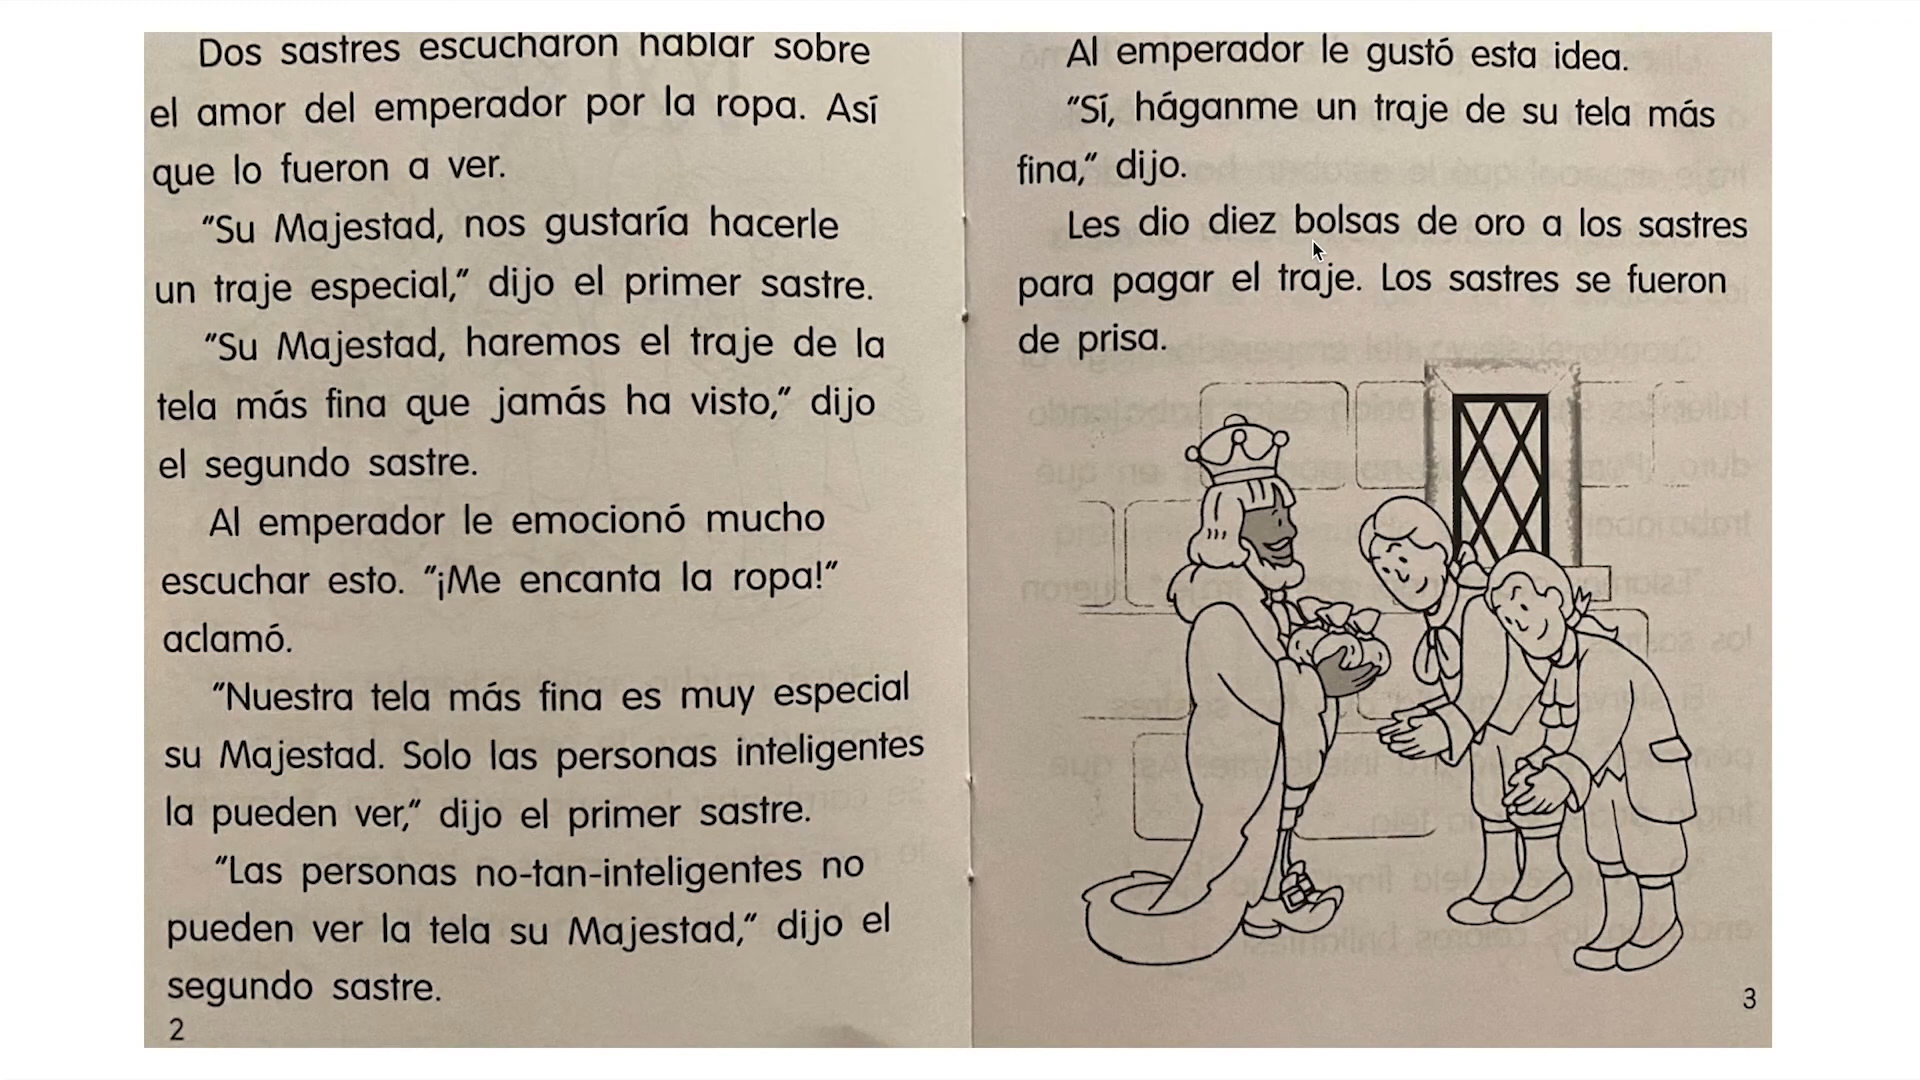 Dos sastres escucharon hablar sobre
el amor del emperador por la ropa. Así
que lo fueron a ver.
"Su Majestad, nos gustaría hacerle
un traje especial," dijo el primer sastre.
"Su Majestad, haremos el traje de la
tela más fina que jamás ha visto," dijo
el segundo sastre.
Al emperador le emocionó mucho
escuchar esto. "¡Me encanta la ropa!"
aclamó.
"Nuestra tela más fina es muy especial
su Majestad. Solo las personas inteligentes
la pueden ver," dijo el primer sastre.
"Las personas no-tan-inteligentes no
pueden ver la tela su Majestad," dijo el
segundo sastre.
2
Al emperador le gustó esta idea.
"Sí, háganme un traje de su tela más
fina," dijo.
Les dio diez bolsas de oro a los sastres
para pagar el traje. Los sastres se fueron
de prisa.
3